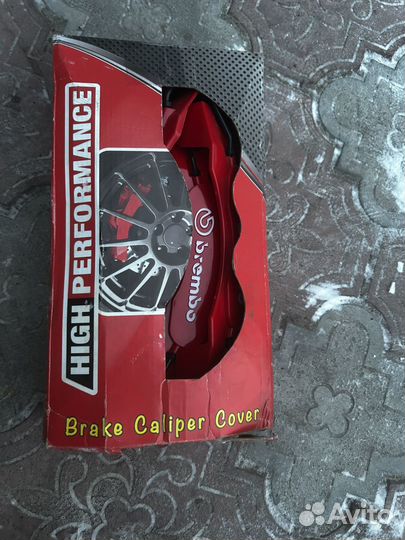 HIGH PERFORMANCE
brembo
Brake Caliper Cover
Avito